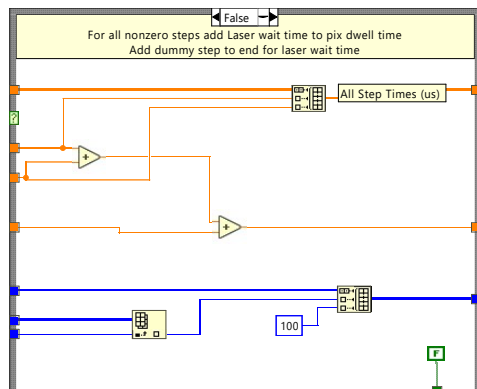 False
For all nonzero steps add Laser wait time to pix dwell time
Add dummy step to end for laser wait time
All Step Times (us)
?
+
+
100
F